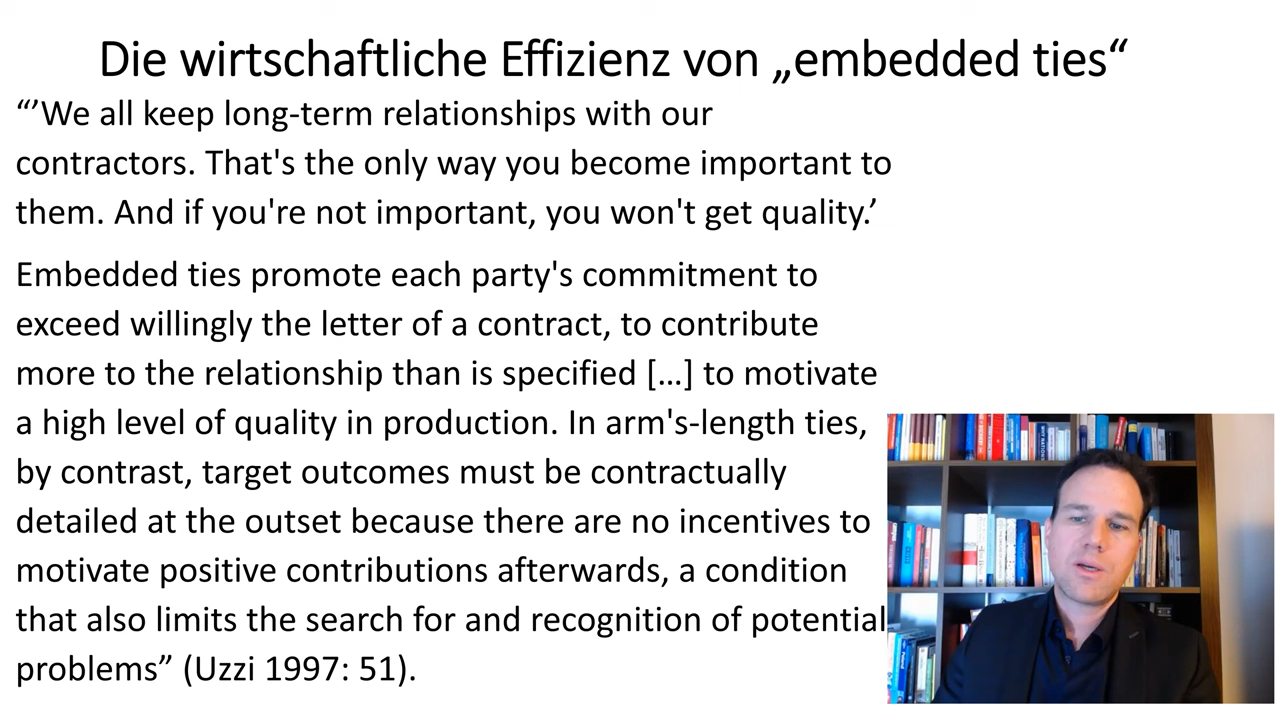 Die wirtschaftliche Effizienz von „embedded ties“
“’We all keep long-term relationships with our
contractors. That's the only way you become important to
them. And if you're not important, you won't get quality.’
Embedded ties promote each party's commitment to
exceed willingly the letter of a contract, to contribute
more to the relationship than is specified […] to motivate
a high level of quality in production. In arm's-length ties,
by contrast, target outcomes must be contractually
detailed at the outset because there are no incentives to
motivate positive contributions afterwards, a condition
that also limits the search for and recognition of potential
problems” (Uzzi 1997: 51).